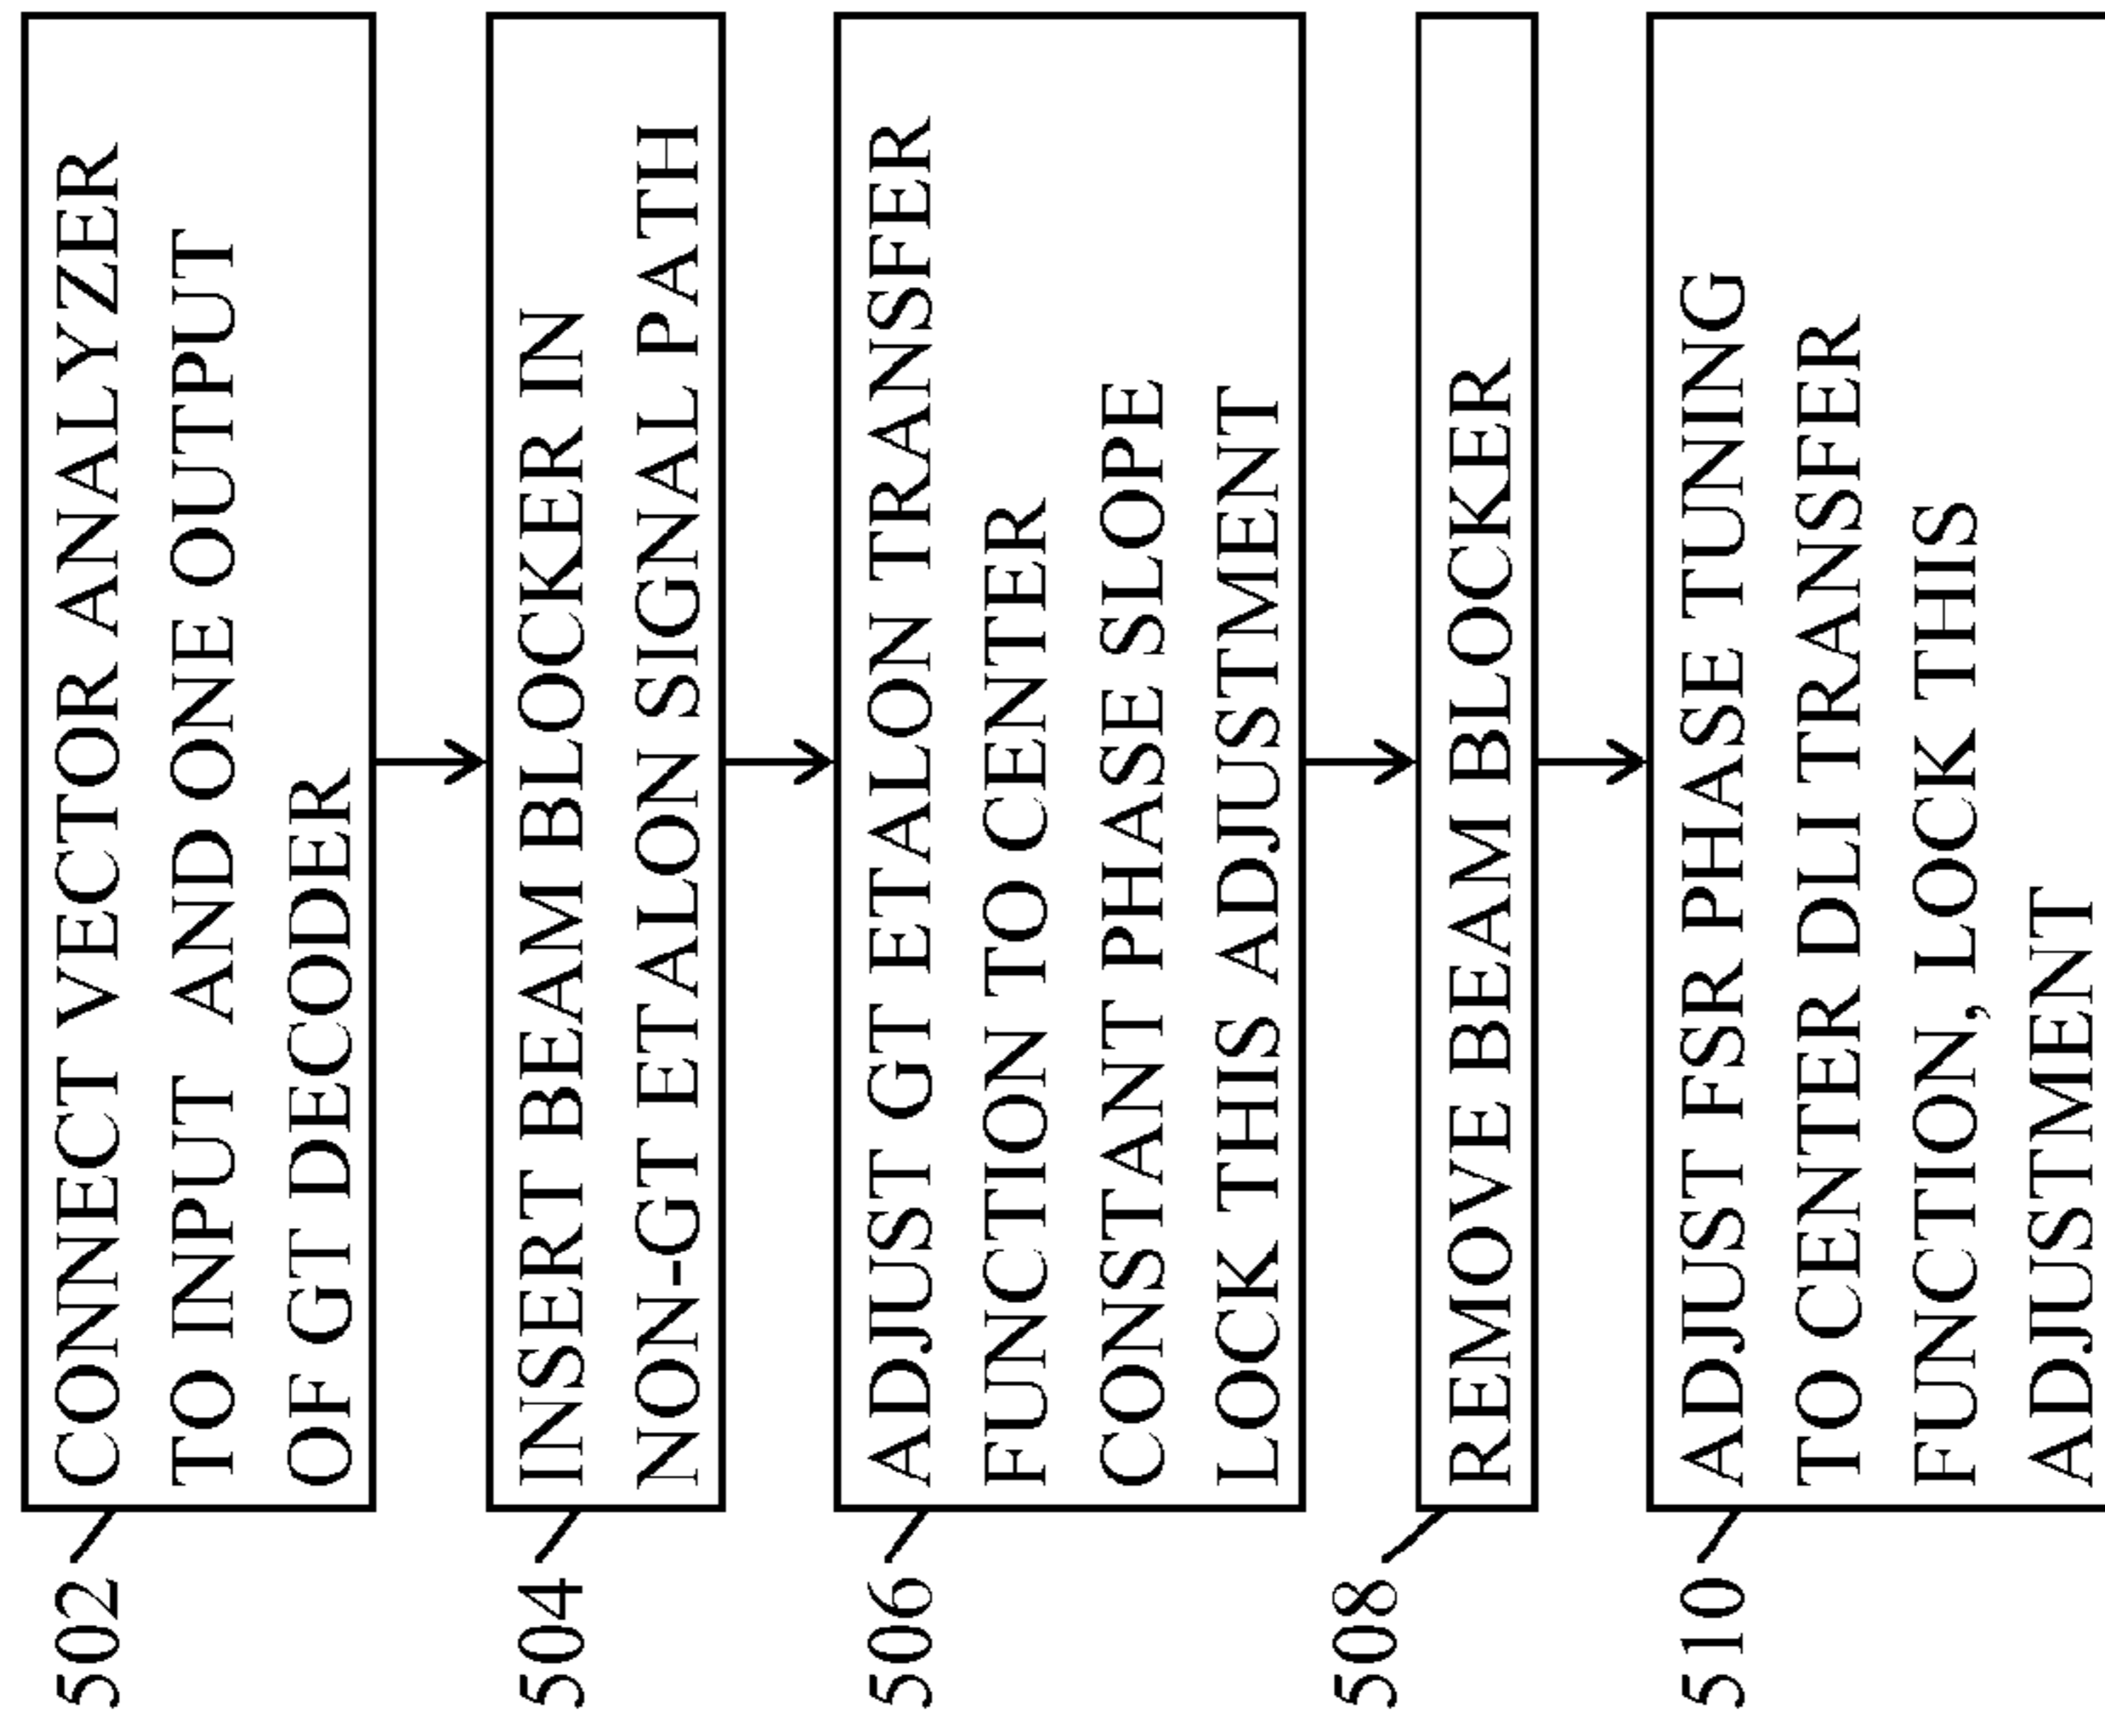 502
CONNECT VECTOR ANALYZER
TO INPUT AND ONE OUTPUT
OF GT DECODER
504
INSERT BEAM BLOCKER IN
NON-GT ETALON SIGNAL PATH
506
ADJUST GT ETALON TRANSFER
FUNCTION TO CENTER
CONSTANT PHASE SLOPE
LOCK THIS ADJUSTMENT
508
REMOVE BEAM BLOCKER
510
ADJUST FSR PHASE TUNING
TO CENTER DLI TRANSFER
FUNCTION, LOCK THIS
ADJUSTMENT